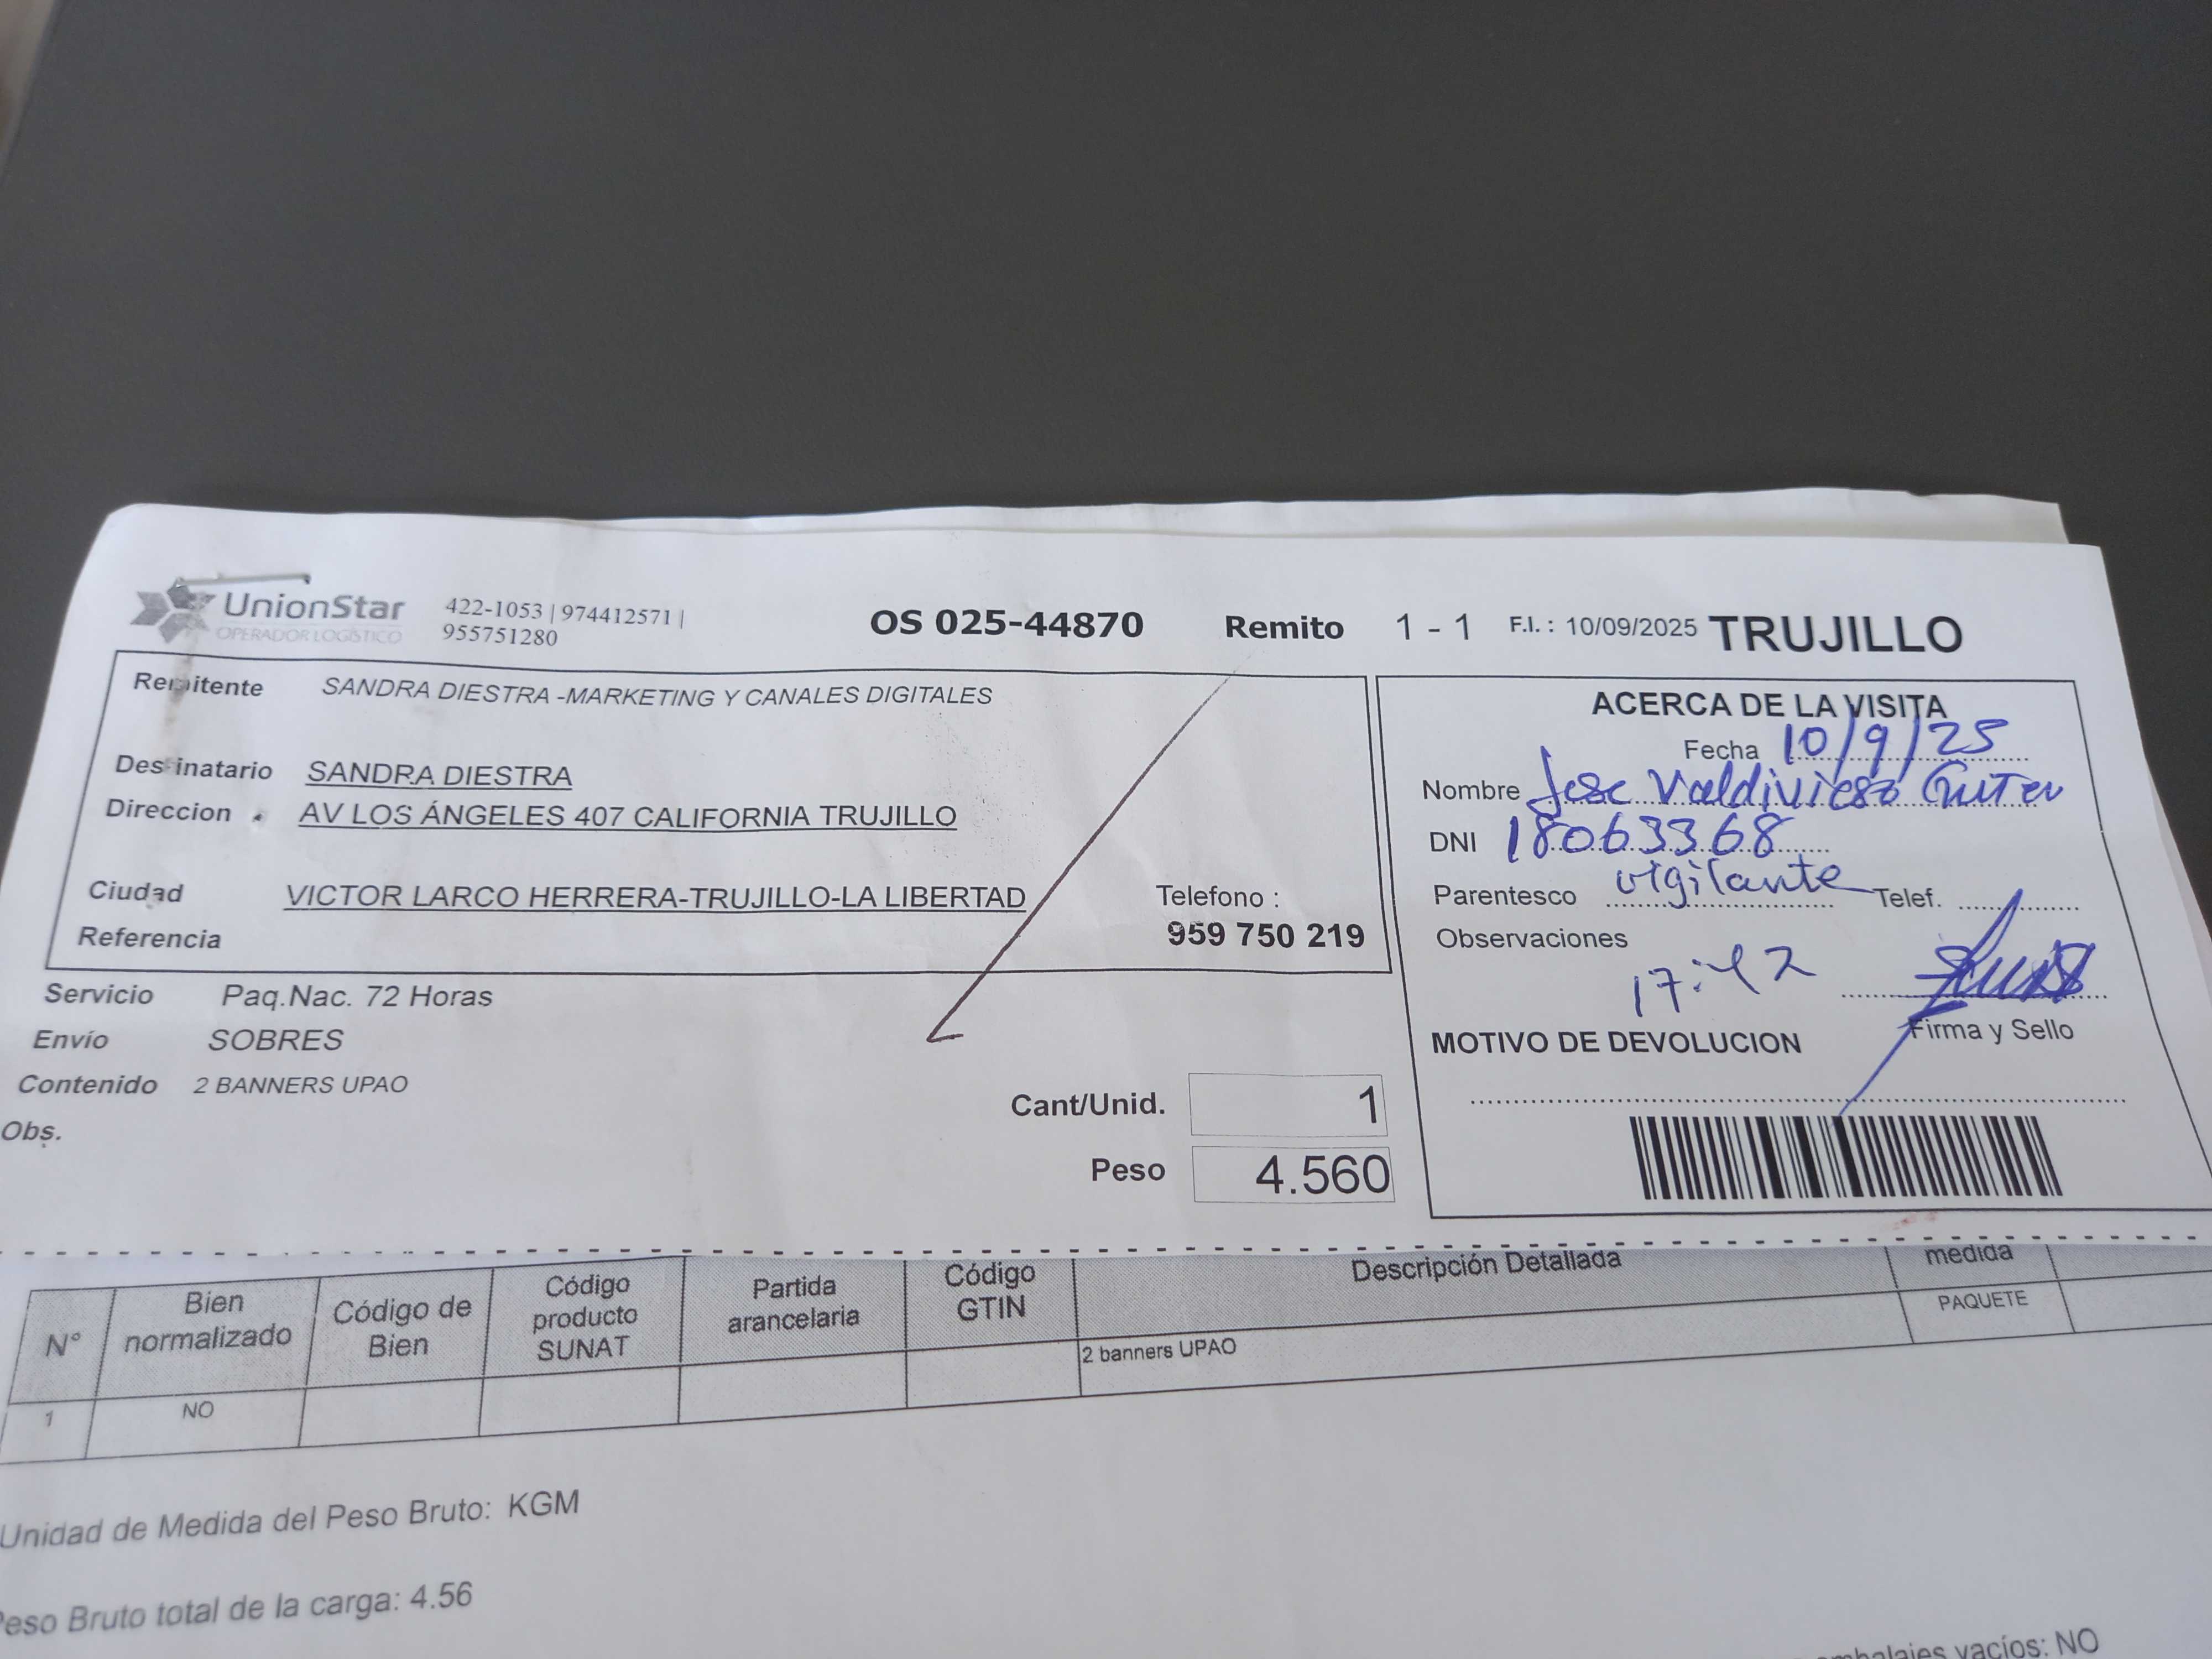 UnionStar
OPERADOR LOGÍSTICO
422-1053 | 974412571 |
955751280
OS 025-44870 Remito 1 - 1 F.I. : 10/09/2025 TRUJILLO
Remitente SANDRA DIESTRA -MARKETING Y CANALES DIGITALES
Destinatario SANDRA DIESTRA
Direccion AV LOS ÁNGELES 407 CALIFORNIA TRUJILLO
Ciudad VICTOR LARCO HERRERA-TRUJILLO-LA LIBERTAD
Telefono :
959 750 219
Referencia
Servicio Paq.Nac. 72 Horas
Envío SOBRES
Contenido 2 BANNERS UPAO
Obs.
Cant/Unid. 1
Peso 4.560
ACERCA DE LA VISITA
Fecha 10/9/25
Nombre Jose Valdivieso
DNI 18063368
Parentesco vigilante Telef.
Observaciones
17:42
Firma y Sello
MOTIVO DE DEVOLUCION
N° Bien normalizado Código de Bien Código producto SUNAT Partida arancelaria Código GTIN Descripción Detallada medida
1 NO 2 banners UPAO PAQUETE
Unidad de Medida del Peso Bruto: KGM
Peso Bruto total de la carga: 4.56
vacíos: NO